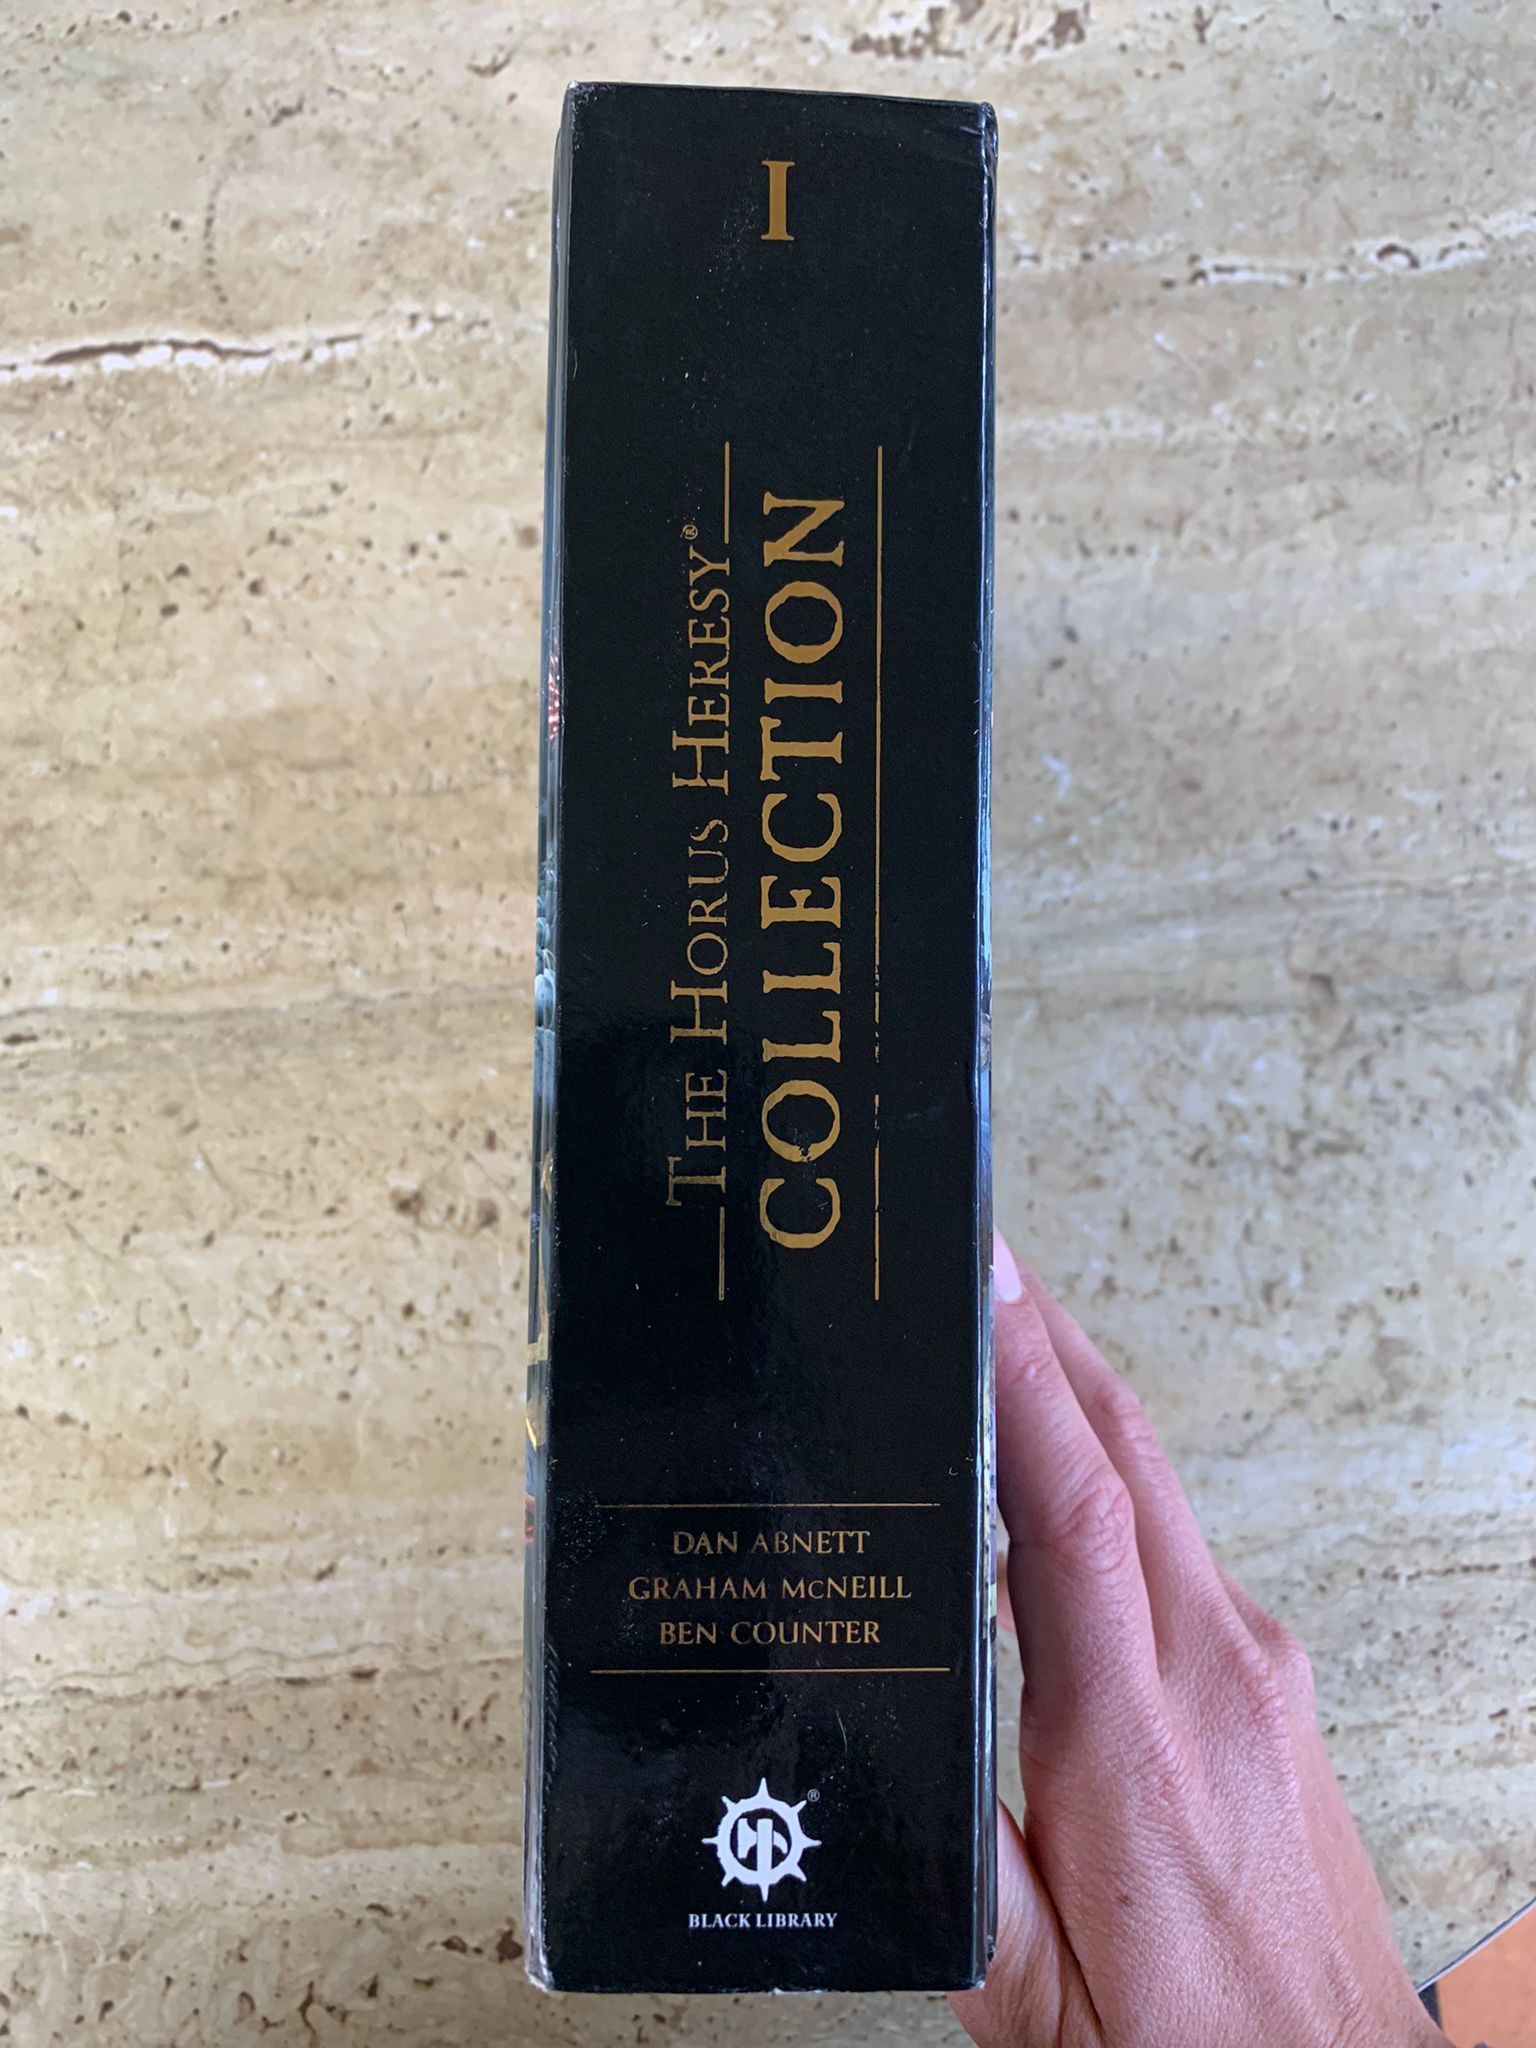 I
THE HORUS HERESY®
COLLECTION
DAN ABNETT
GRAHAM McNEILL
BEN COUNTER
®
BLACK LIBRARY